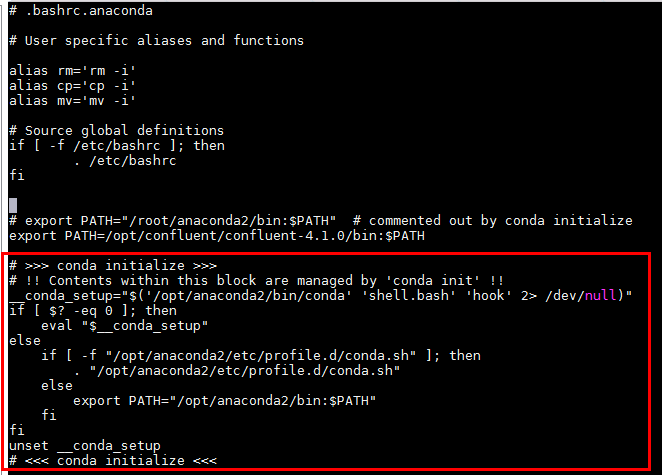 # .bashrc.anaconda
# User specific aliases and functions
alias rm='rm -i'
alias cp='cp -i'
alias mv='mv -i'
# Source global definitions
if [ -f /etc/bashrc ]; then
        . /etc/bashrc
fi
# export PATH="/root/anaconda2/bin:$PATH"  # commented out by conda initialize
export PATH=/opt/confluent/confluent-4.1.0/bin:$PATH
# >>> conda initialize >>>
# !! Contents within this block are managed by 'conda init' !!
__conda_setup="$('/opt/anaconda2/bin/conda' 'shell.bash' 'hook' 2> /dev/null)"
if [ $? -eq 0 ]; then
    eval "$__conda_setup"
else
    if [ -f "/opt/anaconda2/etc/profile.d/conda.sh" ]; then
        . "/opt/anaconda2/etc/profile.d/conda.sh"
    else
        export PATH="/opt/anaconda2/bin:$PATH"
    fi
fi
unset __conda_setup
# <<< conda initialize <<<